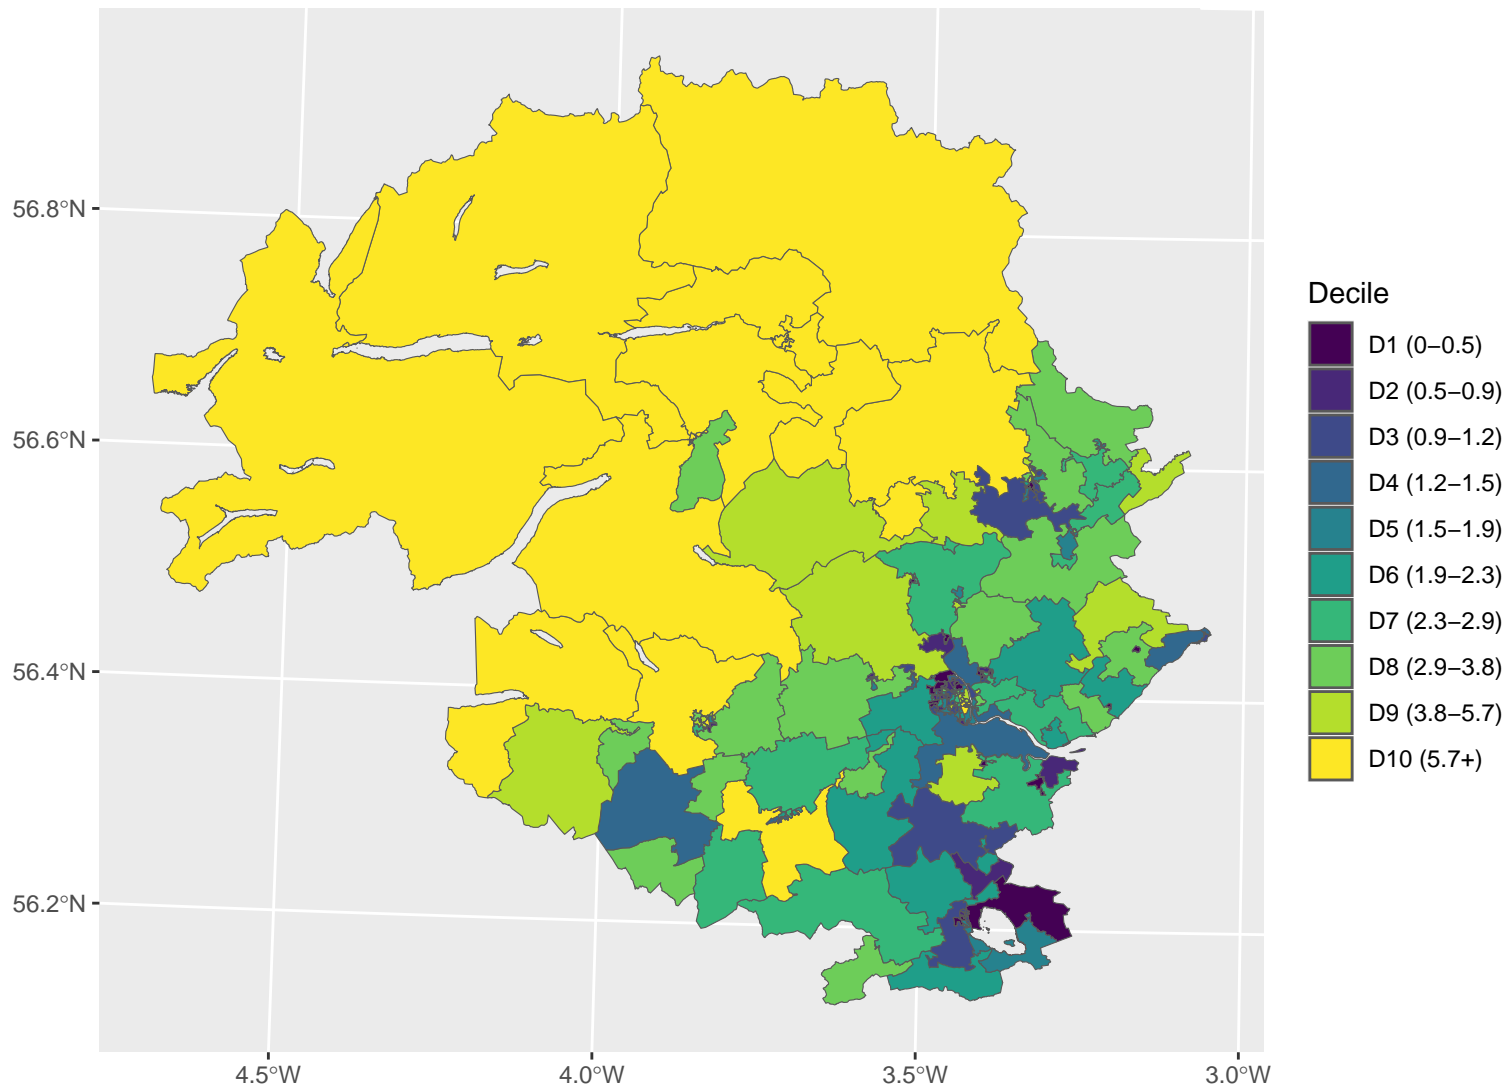 56.8°N
56.6°N
56.4°N
56.2°N
4.5°W
4.0°W
3.5°W
3.0°W
Decile
D1 (0−0.5)
D2 (0.5−0.9)
D3 (0.9−1.2)
D4 (1.2−1.5)
D5 (1.5−1.9)
D6 (1.9−2.3)
D7 (2.3−2.9)
D8 (2.9−3.8)
D9 (3.8−5.7)
D10 (5.7+)